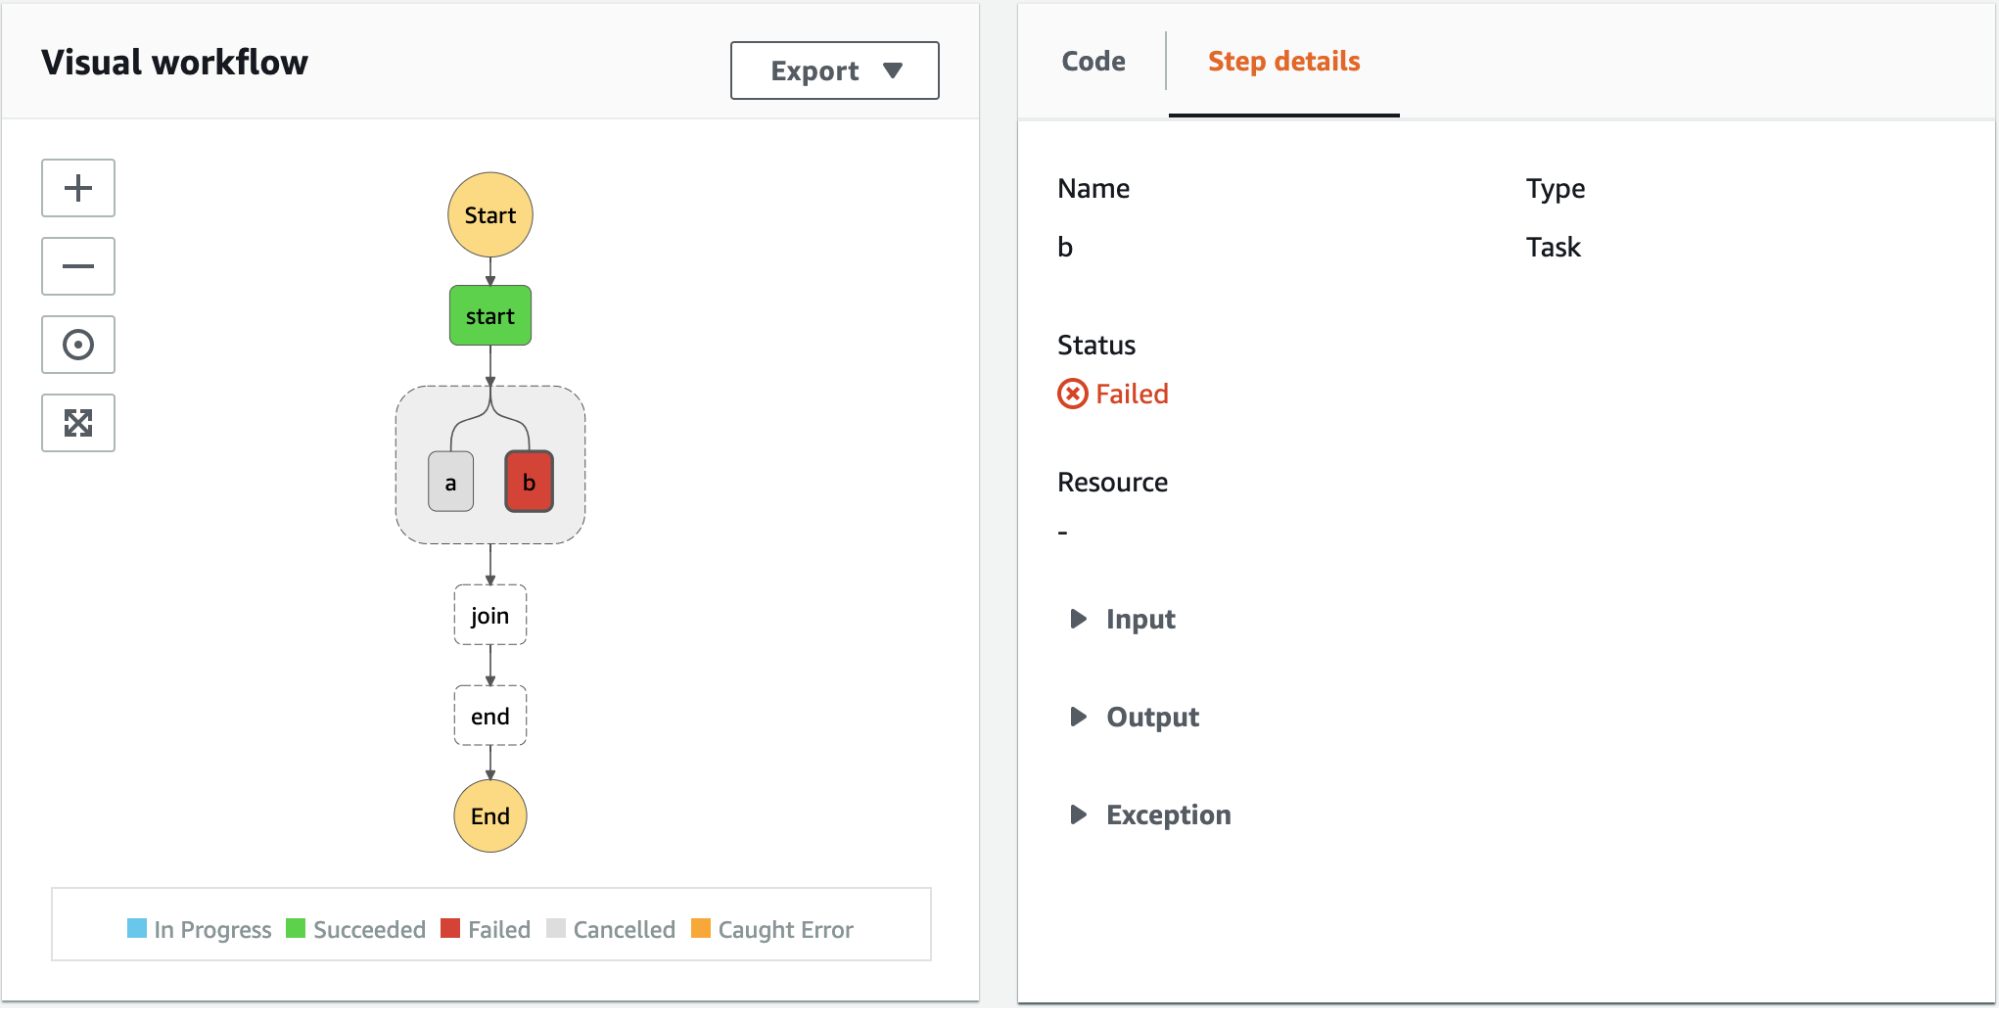 Visual workflow
Export
Start
start
a b
join
end
End
In Progress Succeeded Failed Cancelled Caught Error
Code Step details
Name Type
b Task
Status
Failed
Resource
-
Input
Output
Exception